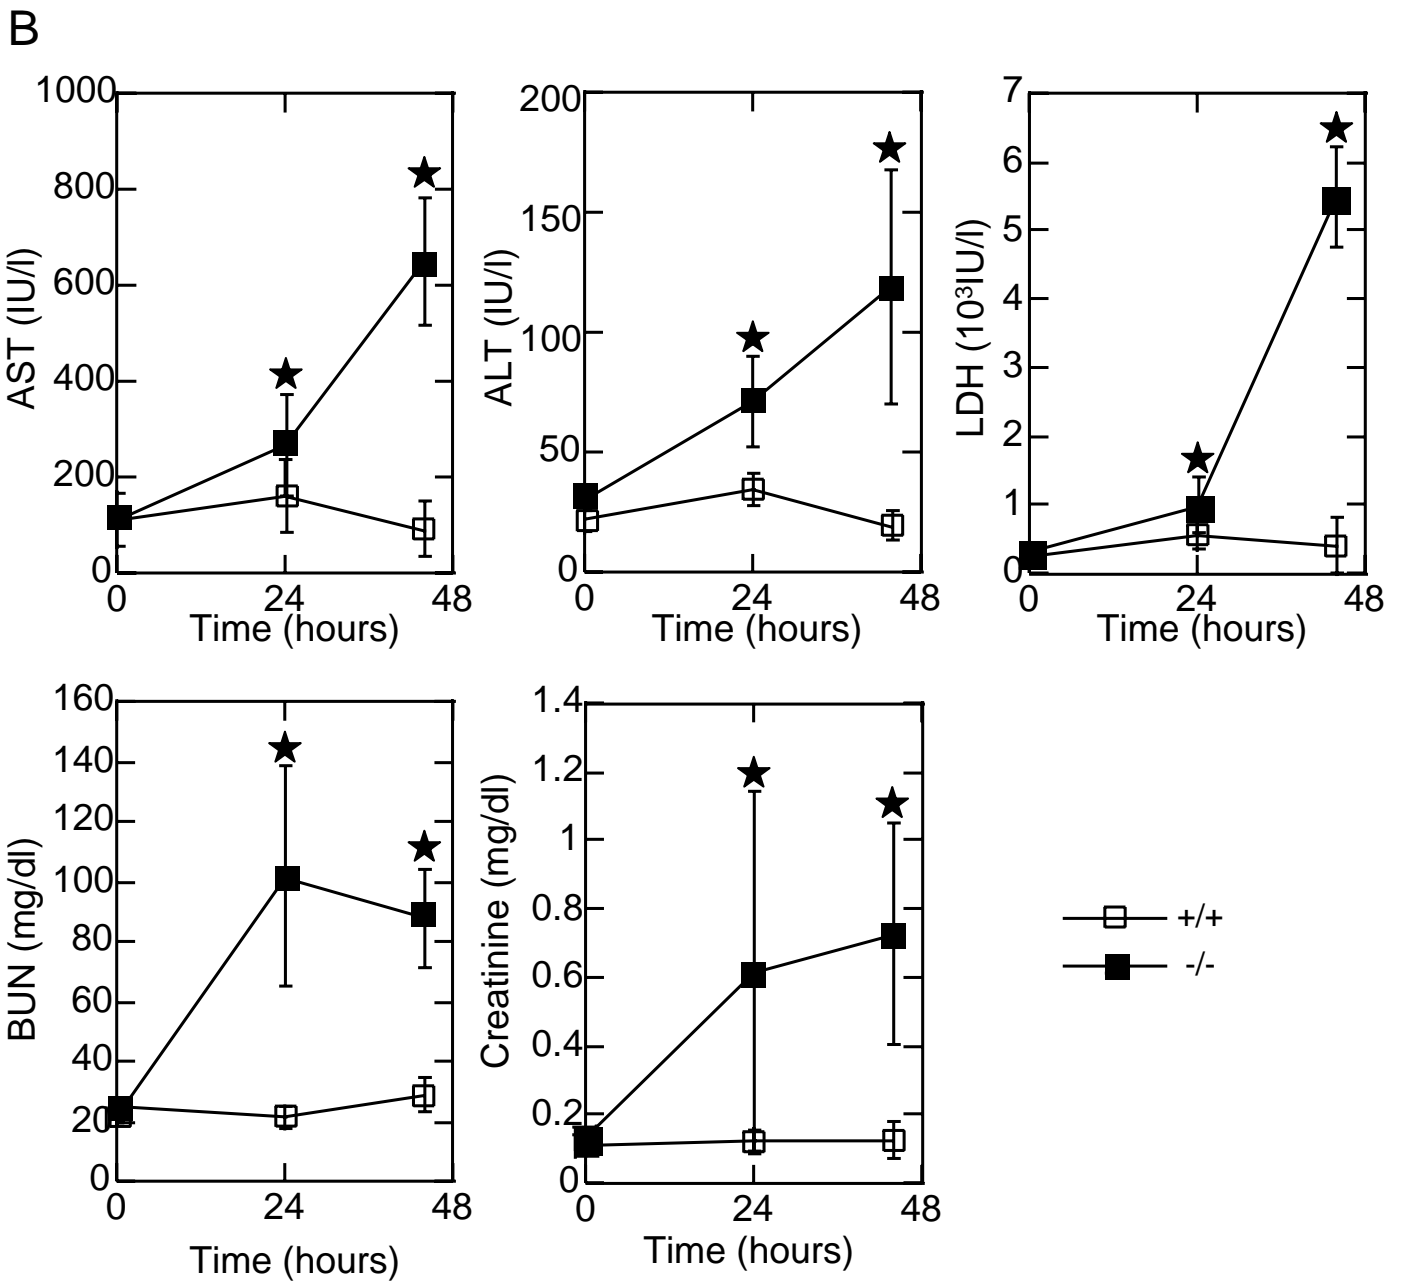 B
AST (IU/l)
1000
800
600
400
200
0
0 24 48
Time (hours)
ALT (IU/l)
200
150
100
50
0
0 24 48
Time (hours)
LDH (10³IU/l)
7
6
5
4
3
2
1
0
0 24 48
Time (hours)
BUN (mg/dl)
160
140
120
100
80
60
40
20
0
0 24 48
Time (hours)
Creatinine (mg/dl)
1.4
1.2
1
0.8
0.6
0.4
0.2
0
0 24 48
Time (hours)
+/+
-/-